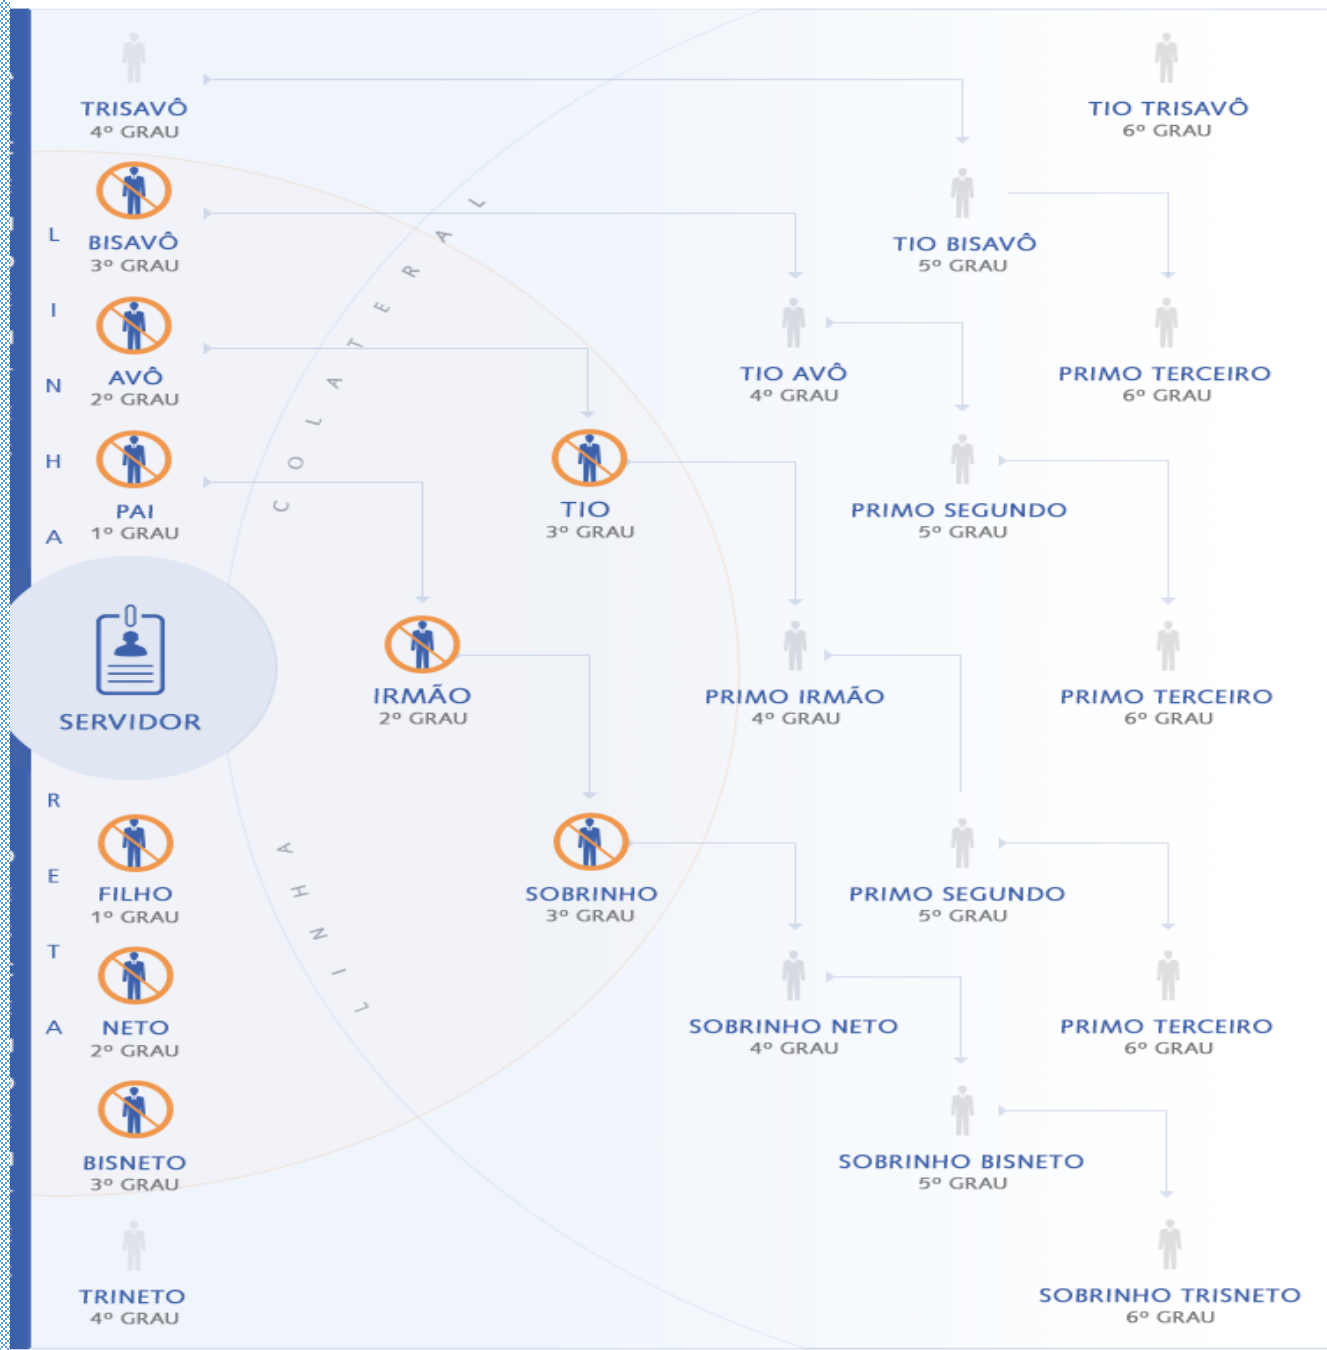 TRISAVÔ
4º GRAU
TIO TRISAVÔ
6º GRAU
BISAVÔ
3º GRAU
TIO BISAVÔ
5º GRAU
AVÔ
2º GRAU
TIO AVÔ
4º GRAU
PRIMO TERCEIRO
6º GRAU
PAI
1º GRAU
TIO
3º GRAU
PRIMO SEGUNDO
5º GRAU
SERVIDOR
IRMÃO
2º GRAU
PRIMO IRMÃO
4º GRAU
PRIMO TERCEIRO
6º GRAU
FILHO
1º GRAU
SOBRINHO
3º GRAU
PRIMO SEGUNDO
5º GRAU
NETO
2º GRAU
SOBRINHO NETO
4º GRAU
PRIMO TERCEIRO
6º GRAU
BISNETO
3º GRAU
SOBRINHO BISNETO
5º GRAU
TRINETO
4º GRAU
SOBRINHO TRISNETO
6º GRAU
LINHA RETA
LINHA COLATERAL